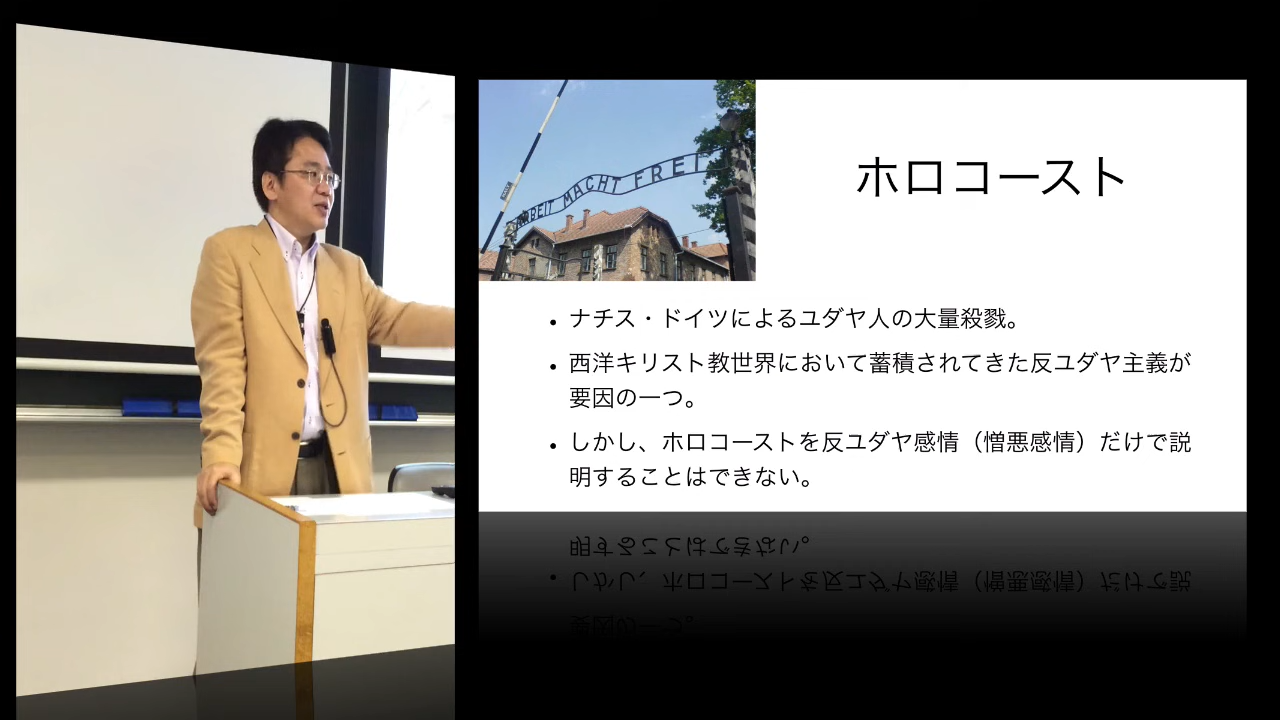 ARBEIT MACHT FREI
ホロコースト
• ナチス・ドイツによるユダヤ人の大量殺戮。
• 西洋キリスト教世界において蓄積されてきた反ユダヤ主義が
要因の一つ。
• しかし、ホロコーストを反ユダヤ感情（憎悪感情）だけで説
明することはできない。